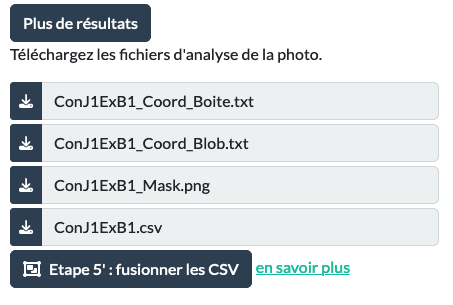 Plus de résultats
Téléchargez les fichiers d'analyse de la photo.
ConJ1ExB1_Coord_Boite.txt
ConJ1ExB1_Coord_Blob.txt
ConJ1ExB1_Mask.png
ConJ1ExB1.csv
Etape 5' : fusionner les CSV en savoir plus